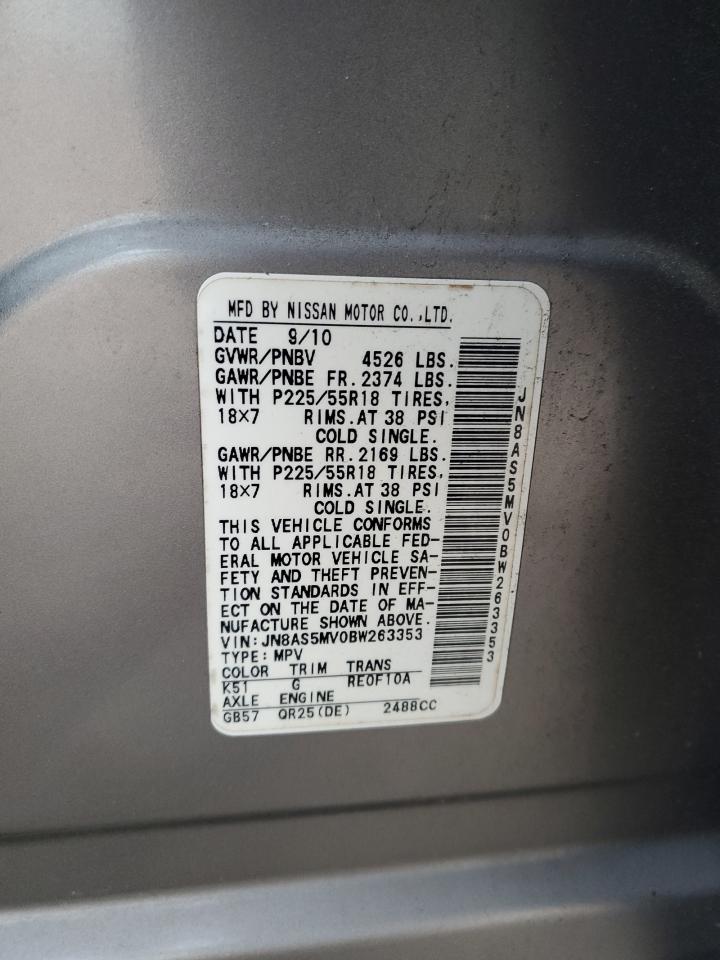 MFD BY NISSAN MOTOR CO.,LTD.
DATE 9/10
GVWR/PNBV 4526 LBS.
GAWR/PNBE FR.2374 LBS.
WITH P225/55R18 TIRES,
18×7 RIMS.AT 38 PSI
COLD SINGLE.
GAWR/PNBE RR.2169 LBS.
WITH P225/55R18 TIRES,
18×7 RIMS.AT 38 PSI
COLD SINGLE.
THIS VEHICLE CONFORMS
TO ALL APPLICABLE FED-
ERAL MOTOR VEHICLE SA-
FETY AND THEFT PREVEN-
TION STANDARDS IN EFF-
ECT ON THE DATE OF MA-
NUFACTURE SHOWN ABOVE.
VIN:JN8AS5MV0BW263353
TYPE:MPV
COLOR TRIM TRANS
K51 G RE0F10A
AXLE ENGINE
GB57 QR25(DE) 2488CC
JN8AS5MV0BW263353